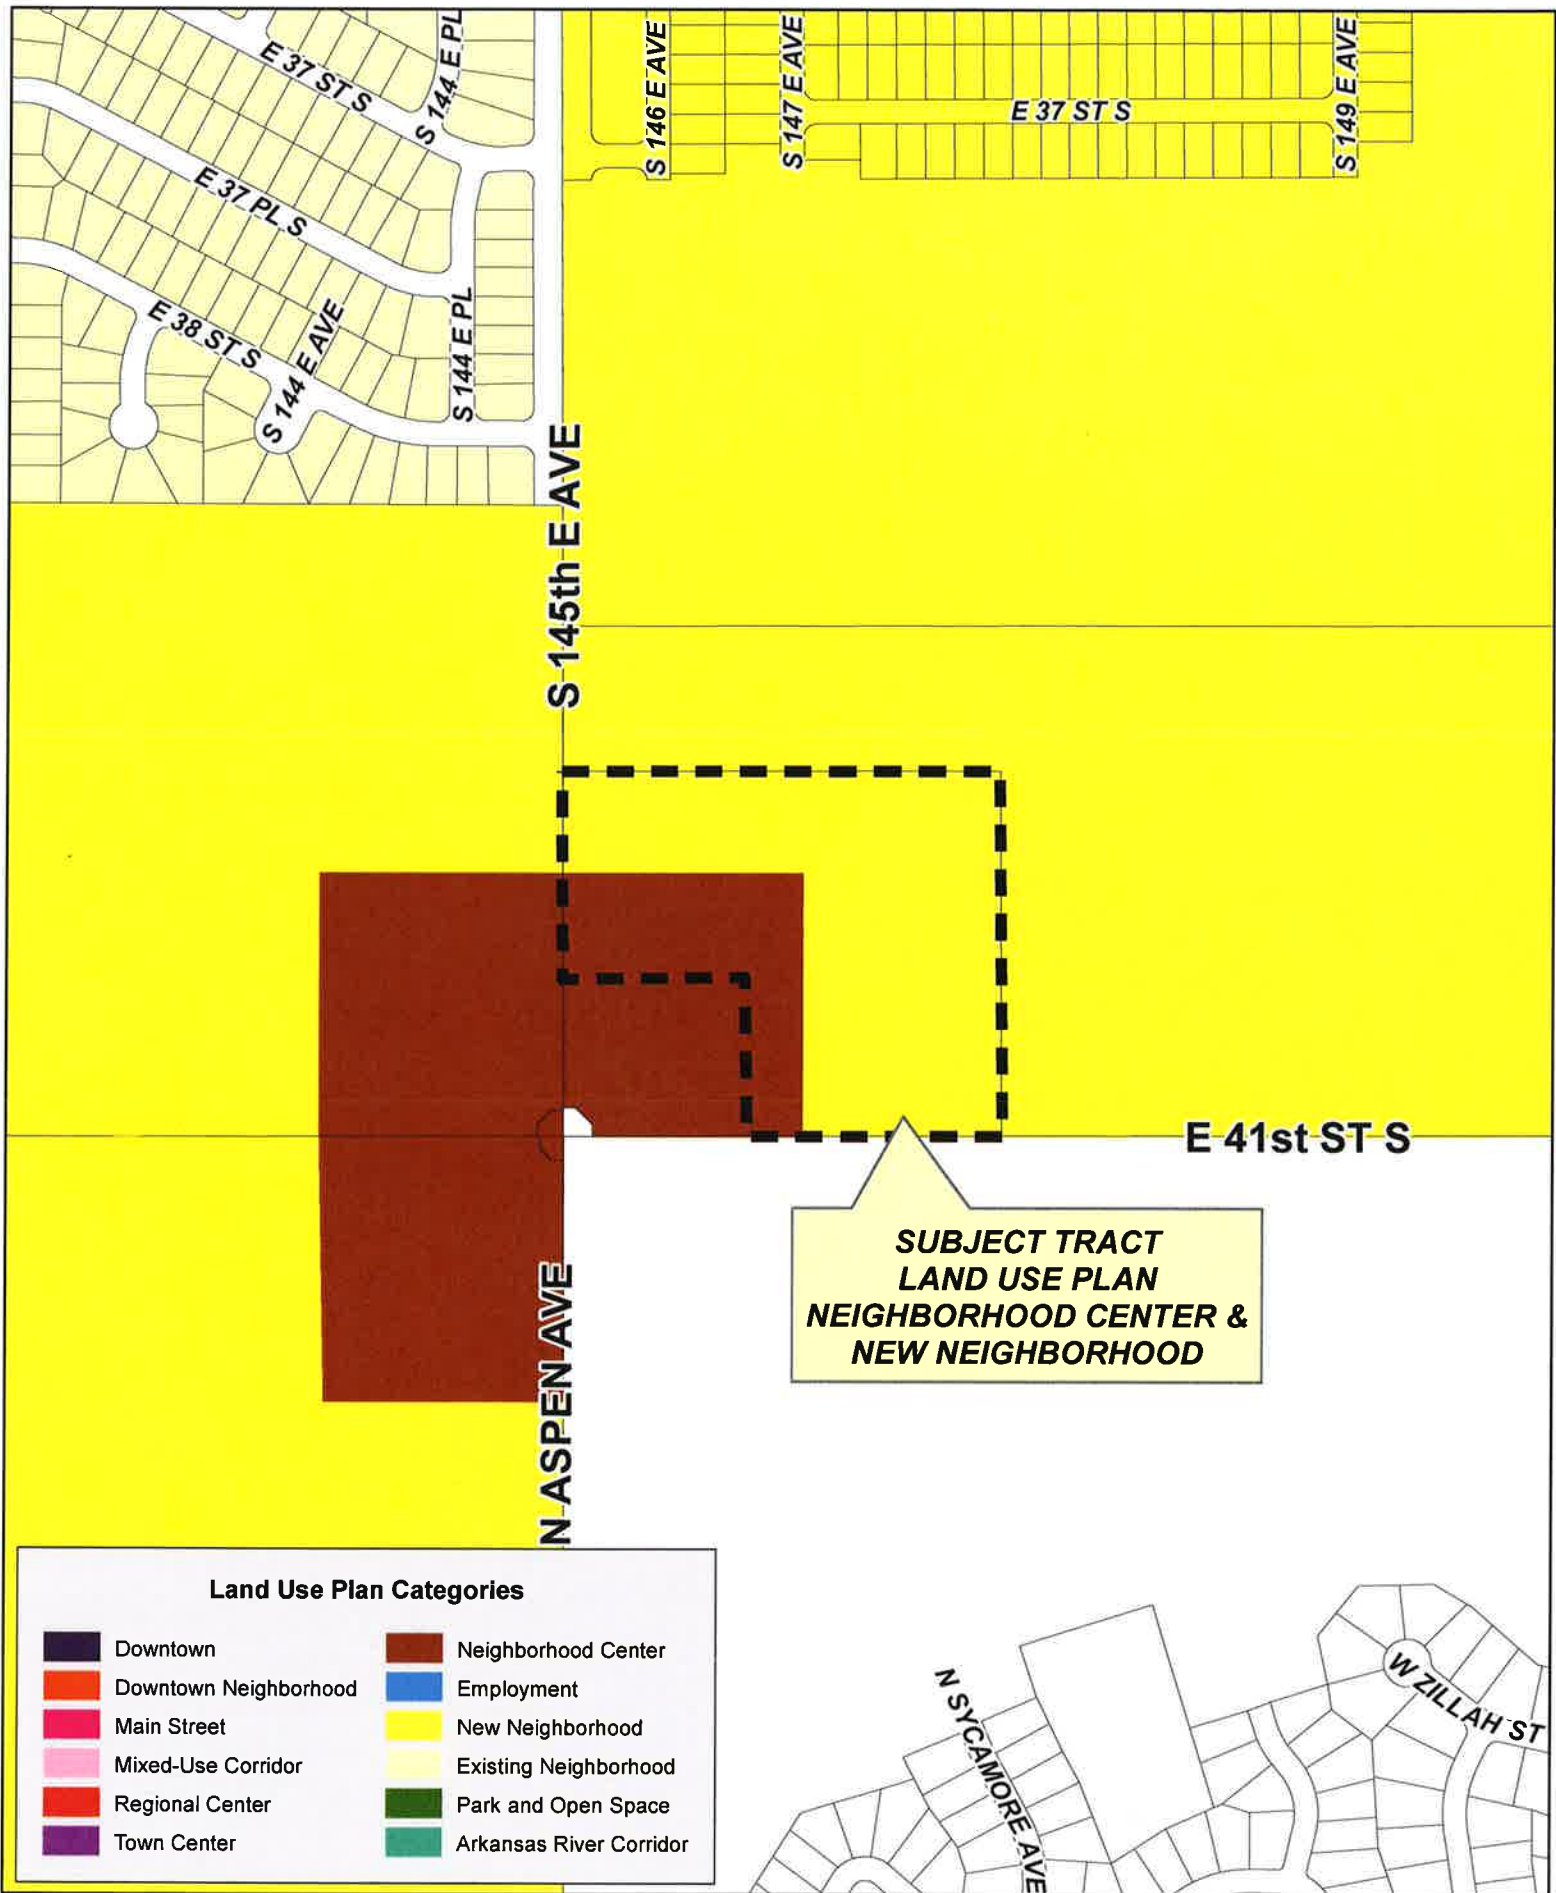 E 37 ST S
S 144 E PL
S 146 E AVE
S 147 E AVE
E 37 ST S
S 149 E AVE
E 37 PL S
E 38 ST S
S 144 E AVE
S 144 E PL
S 145th E AVE
E 41st ST S
SUBJECT TRACT
LAND USE PLAN
NEIGHBORHOOD CENTER &
NEW NEIGHBORHOOD
N ASPEN AVE
Land Use Plan Categories
Downtown
Downtown Neighborhood
Main Street
Mixed-Use Corridor
Regional Center
Town Center
Neighborhood Center
Employment
New Neighborhood
Existing Neighborhood
Park and Open Space
Arkansas River Corridor
N SYCAMORE AVE
W ZILLAH ST